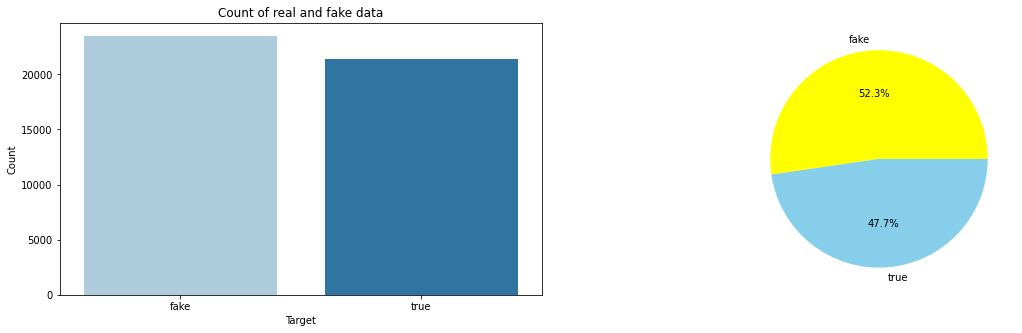 Count of real and fake data
Count
20000
15000
10000
5000
0
fake
true
Target
fake
52.3%
47.7%
true